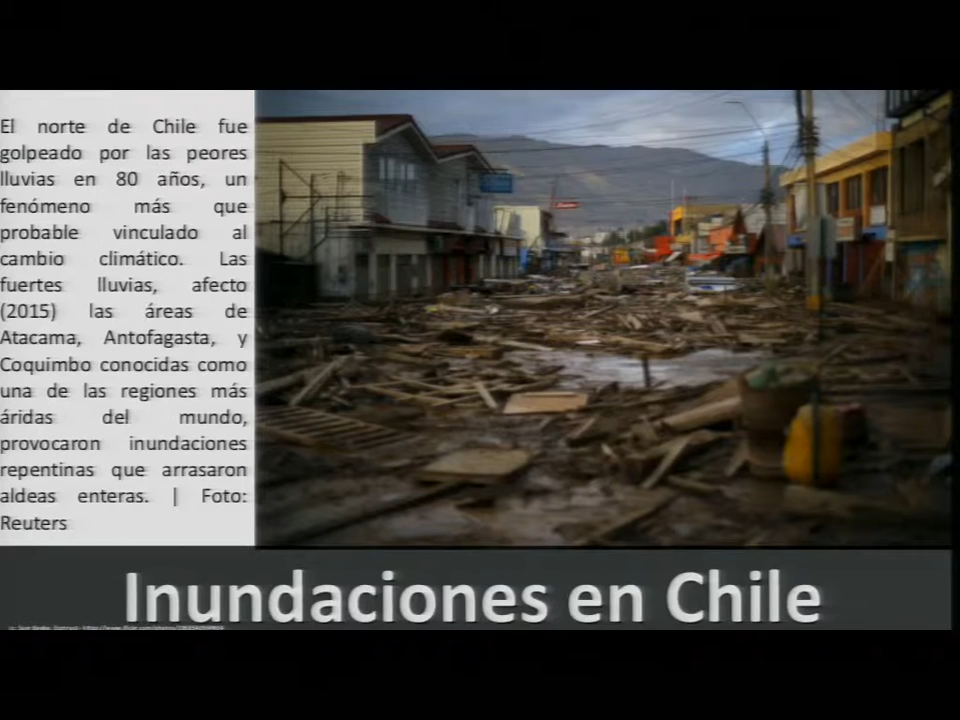 El norte de Chile fue
golpeado por las peores
lluvias en 80 años, un
fenómeno más que
probable vinculado al
cambio climático. Las
fuertes lluvias, afecto
(2015) las áreas de
Atacama, Antofagasta, y
Coquimbo conocidas como
una de las regiones más
áridas del mundo,
provocaron inundaciones
repentinas que arrasaron
aldeas enteras. | Foto:
Reuters
Inundaciones en Chile